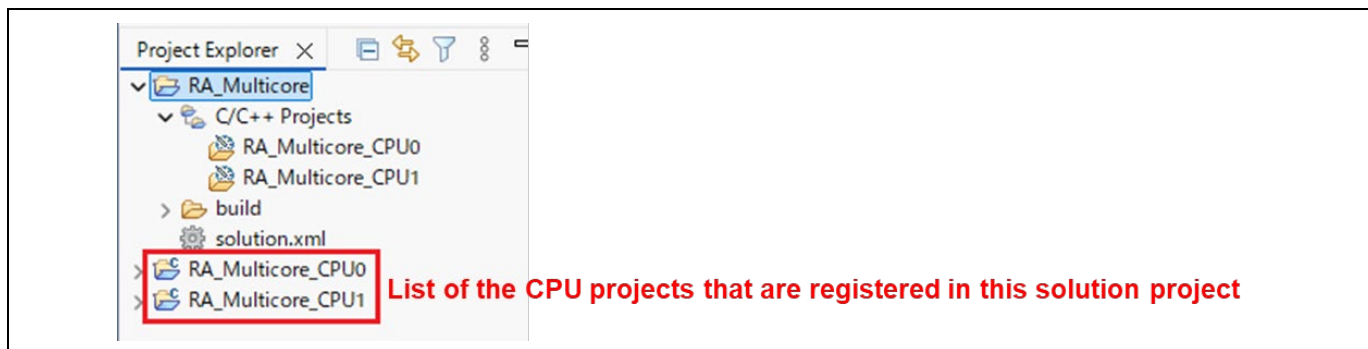 Project Explorer
RA_Multicore
C/C++ Projects
RA_Multicore_CPU0
RA_Multicore_CPU1
build
solution.xml
RA_Multicore_CPU0
RA_Multicore_CPU1
List of the CPU projects that are registered in this solution project